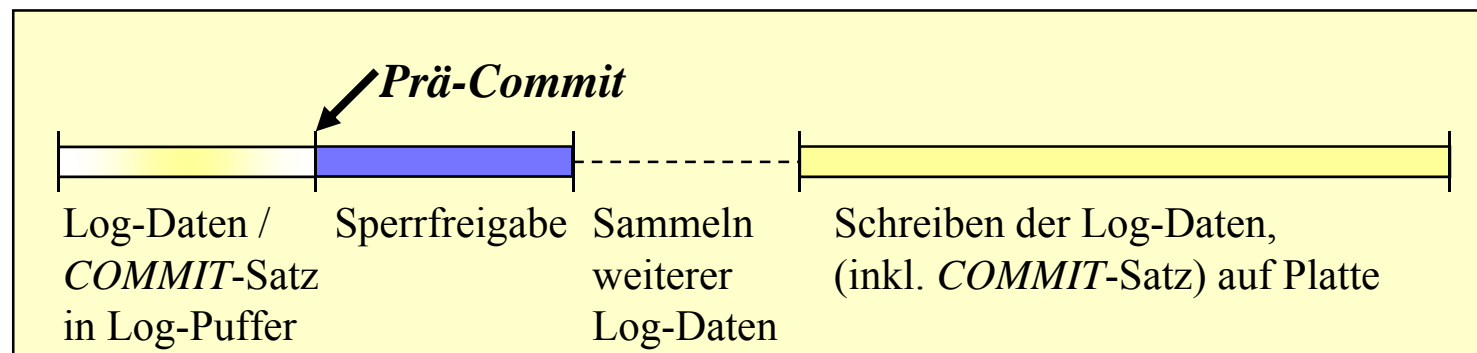 Prä-Commit
Log-Daten /
COMMIT-Satz
in Log-Puffer
Sperrfreigabe
Sammeln
weiterer
Log-Daten
Schreiben der Log-Daten,
(inkl. COMMIT-Satz) auf Platte